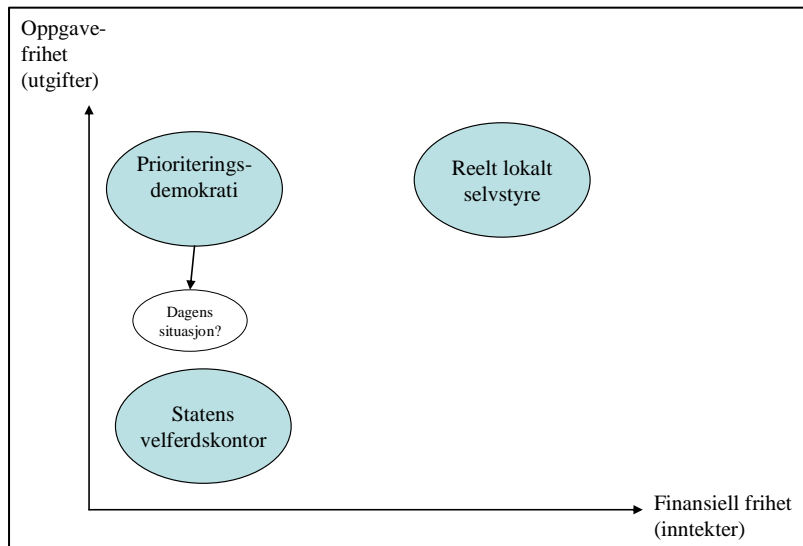 Oppgave-
frihet
(utgifter)
Prioriterings-
demokrati
Reelt lokalt
selvstyre
Dagens
situasjon?
Statens
velferdskontor
Finansiell frihet
(inntekter)